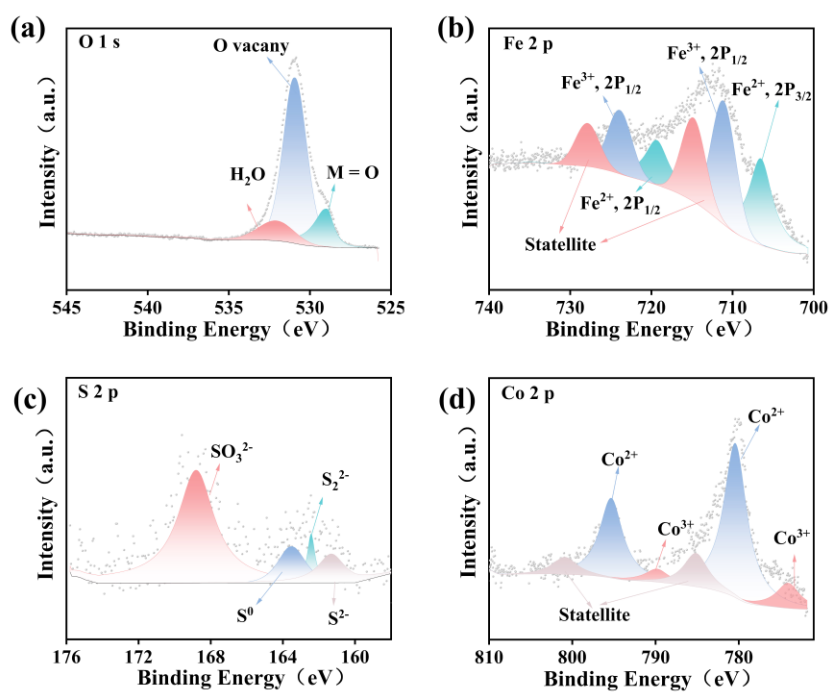 (a)
O 1 s
O vacany
H₂O
M = O
Intensity（a.u.）
545 540 535 530 525
Binding Energy（eV）
(b)
Fe 2 p
Fe³⁺, 2P₁/₂
Fe³⁺, 2P₁/₂
Fe²⁺, 2P₃/₂
Fe²⁺, 2P₁/₂
Statellite
Intensity（a.u.）
740 730 720 710 700
Binding Energy（eV）
(c)
S 2 p
SO₃²⁻
S₂²⁻
S⁰
S²⁻
Intensity（a.u.）
176 172 168 164 160
Binding Energy（eV）
(d)
Co 2 p
Co²⁺
Co²⁺
Co³⁺
Co³⁺
Statellite
Intensity（a.u.）
810 800 790 780
Binding Energy（eV）